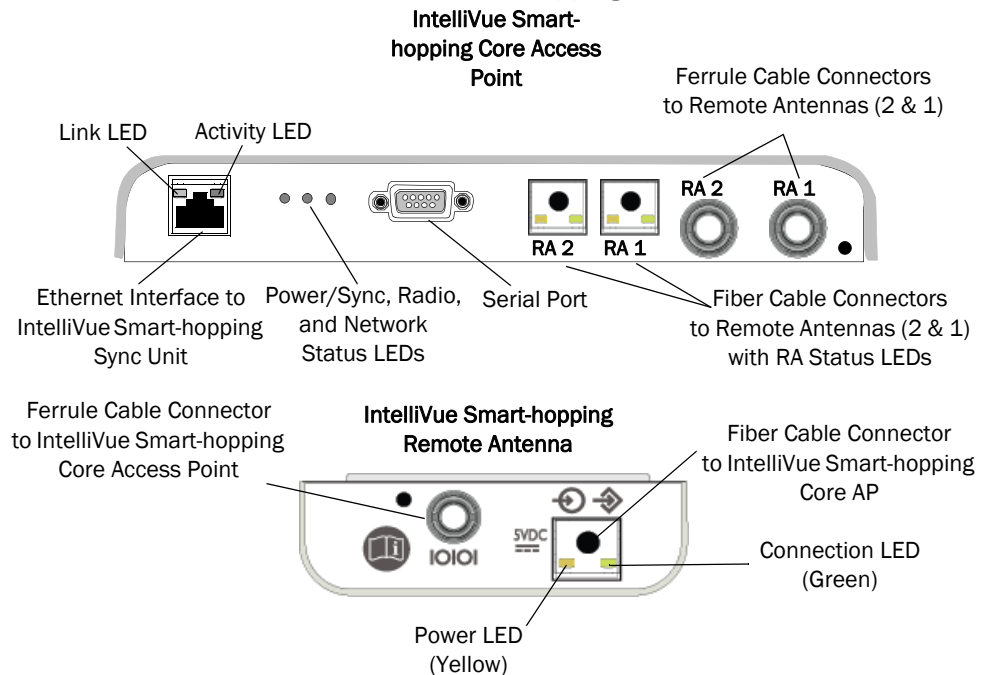 IntelliVue Smart-
hopping Core Access
Point
Ferrule Cable Connectors
to Remote Antennas (2 & 1)
Link LED
Activity LED
RA 2
RA 1
RA 2
RA 1
Ethernet Interface to
IntelliVue Smart-hopping
Sync Unit
Power/Sync, Radio,
and Network
Status LEDs
Serial Port
Fiber Cable Connectors
to Remote Antennas (2 & 1)
with RA Status LEDs
Ferrule Cable Connector
to IntelliVue Smart-hopping
Core Access Point
IntelliVue Smart-hopping
Remote Antenna
Fiber Cable Connector
to IntelliVue Smart-hopping
Core AP
5VDC
IOIOI
Connection LED
(Green)
Power LED
(Yellow)